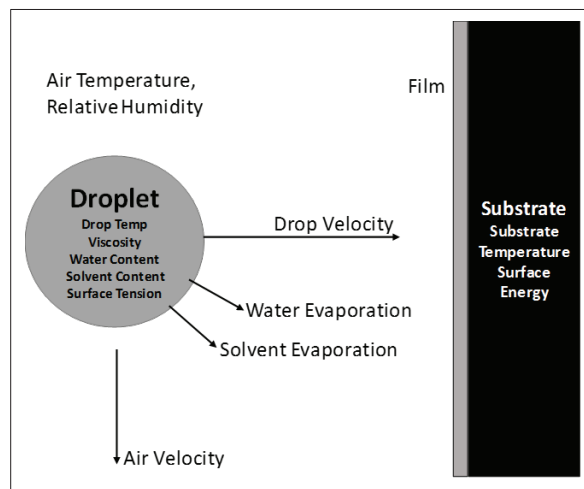 Air Temperature,
Relative Humidity
Film
Droplet
Drop Temp
Viscosity
Water Content
Solvent Content
Surface Tension
Drop Velocity
Water Evaporation
Solvent Evaporation
Air Velocity
Substrate
Substrate
Temperature
Surface
Energy